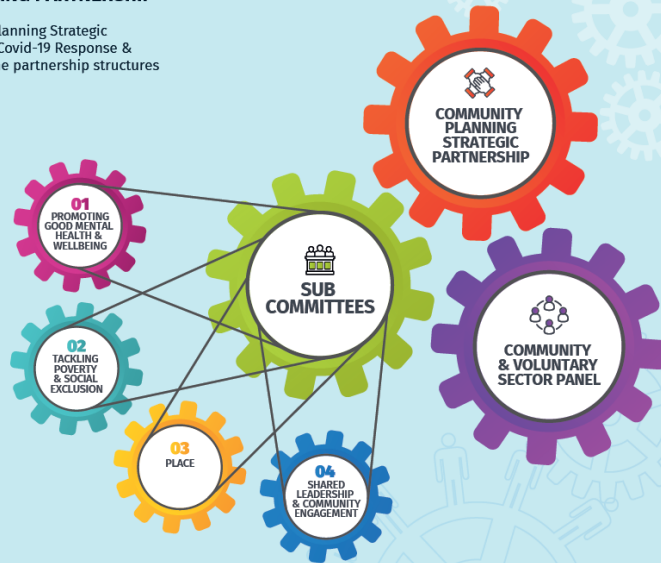 lanning Strategic
Covid-19 Response &
e partnership structures
COMMUNITY
PLANNING
STRATEGIC
PARTNERSHIP
01
PROMOTING
GOOD MENTAL
HEALTH &
WELLBEING
SUB
COMMITTEES
02
TACKLING
POVERTY
& SOCIAL
EXCLUSION
COMMUNITY
& VOLUNTARY
SECTOR PANEL
03
PLACE
04
SHARED
LEADERSHIP
& COMMUNITY
ENGAGEMENT